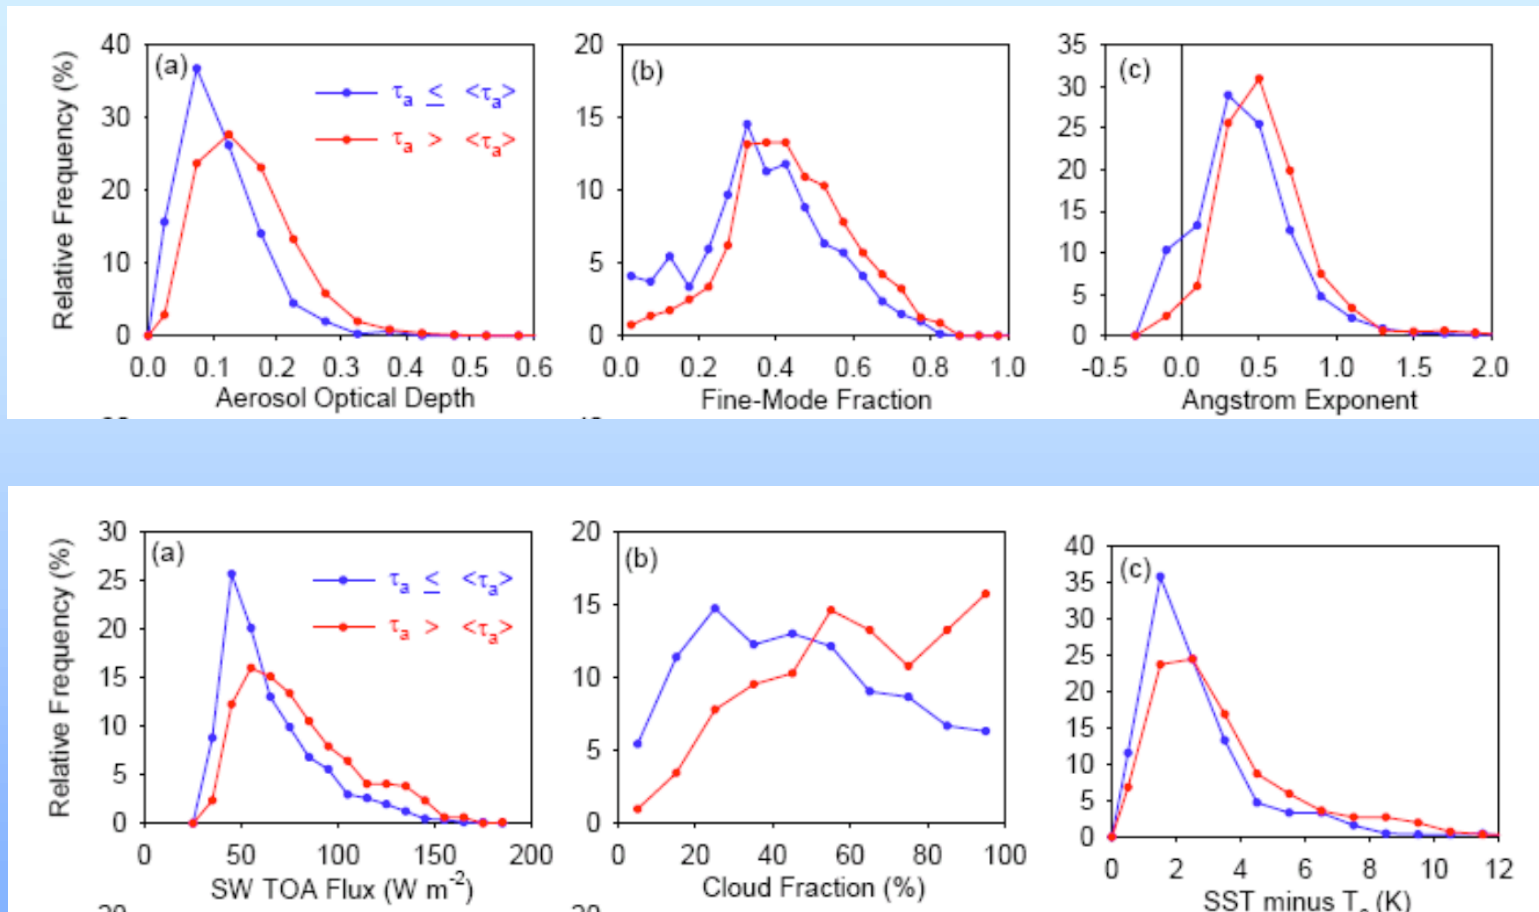 (a)
τa ≤ <τa>
τa > <τa>
Relative Frequency (%)
40
30
20
10
0
0.0 0.1 0.2 0.3 0.4 0.5 0.6
Aerosol Optical Depth
(b)
20
15
10
5
0
0.0 0.2 0.4 0.6 0.8 1.0
Fine-Mode Fraction
(c)
35
30
25
20
15
10
5
0
-0.5 0.0 0.5 1.0 1.5 2.0
Angstrom Exponent
(a)
τa ≤ <τa>
τa > <τa>
Relative Frequency (%)
30
25
20
15
10
5
0
0 50 100 150 200
SW TOA Flux (W m-2)
(b)
20
15
10
5
0
0 20 40 60 80 100
Cloud Fraction (%)
(c)
40
35
30
25
20
15
10
5
0
0 2 4 6 8 10 12
SST minus Tc (K)